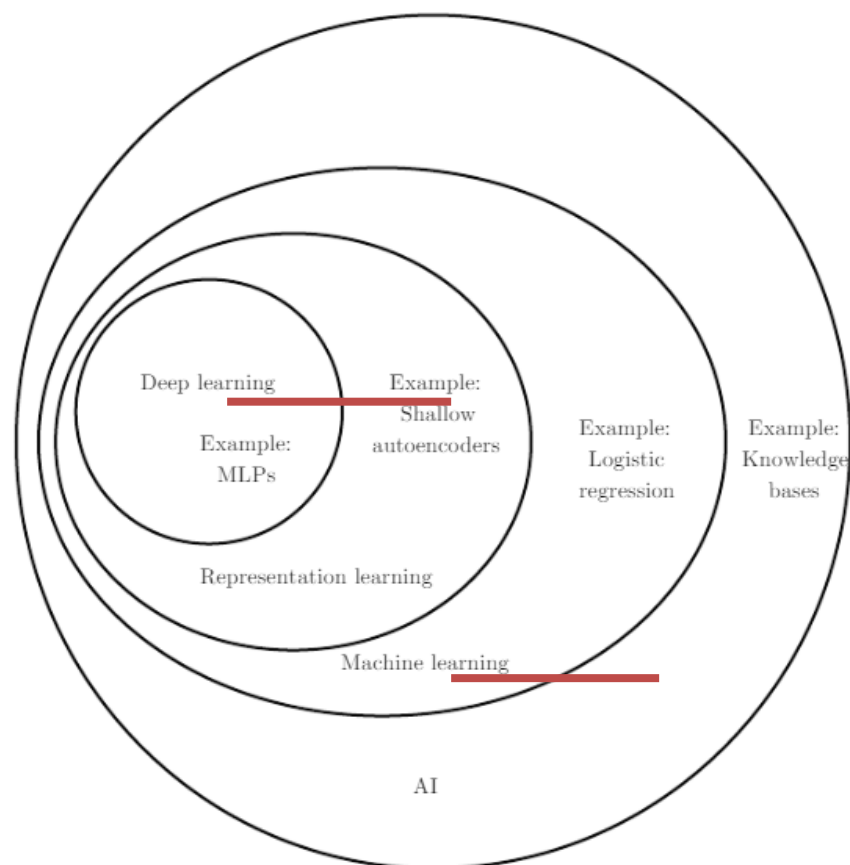 Deep learning
Example:
MLPs
Example:
Shallow
autoencoders
Example:
Logistic
regression
Example:
Knowledge
bases
Representation learning
Machine learning
AI